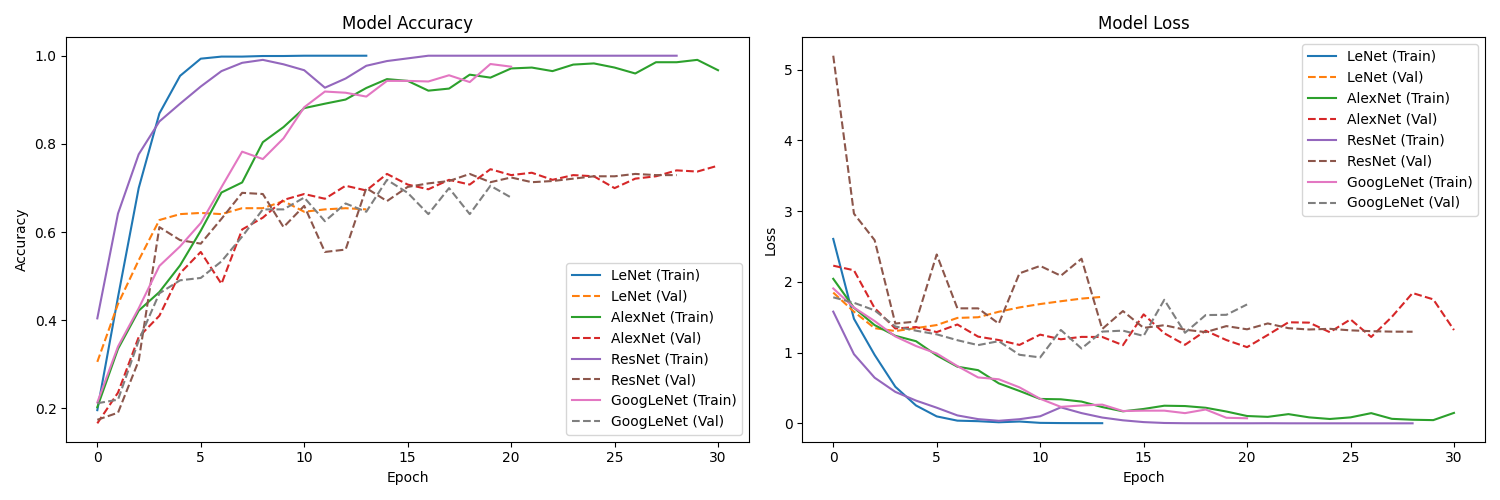 Model Accuracy
Accuracy
1.0
0.8
0.6
0.4
0.2
0
5
10
15
20
25
30
Epoch
LeNet (Train)
LeNet (Val)
AlexNet (Train)
AlexNet (Val)
ResNet (Train)
ResNet (Val)
GoogLeNet (Train)
GoogLeNet (Val)
Model Loss
Loss
5
4
3
2
1
0
0
5
10
15
20
25
30
Epoch
LeNet (Train)
LeNet (Val)
AlexNet (Train)
AlexNet (Val)
ResNet (Train)
ResNet (Val)
GoogLeNet (Train)
GoogLeNet (Val)